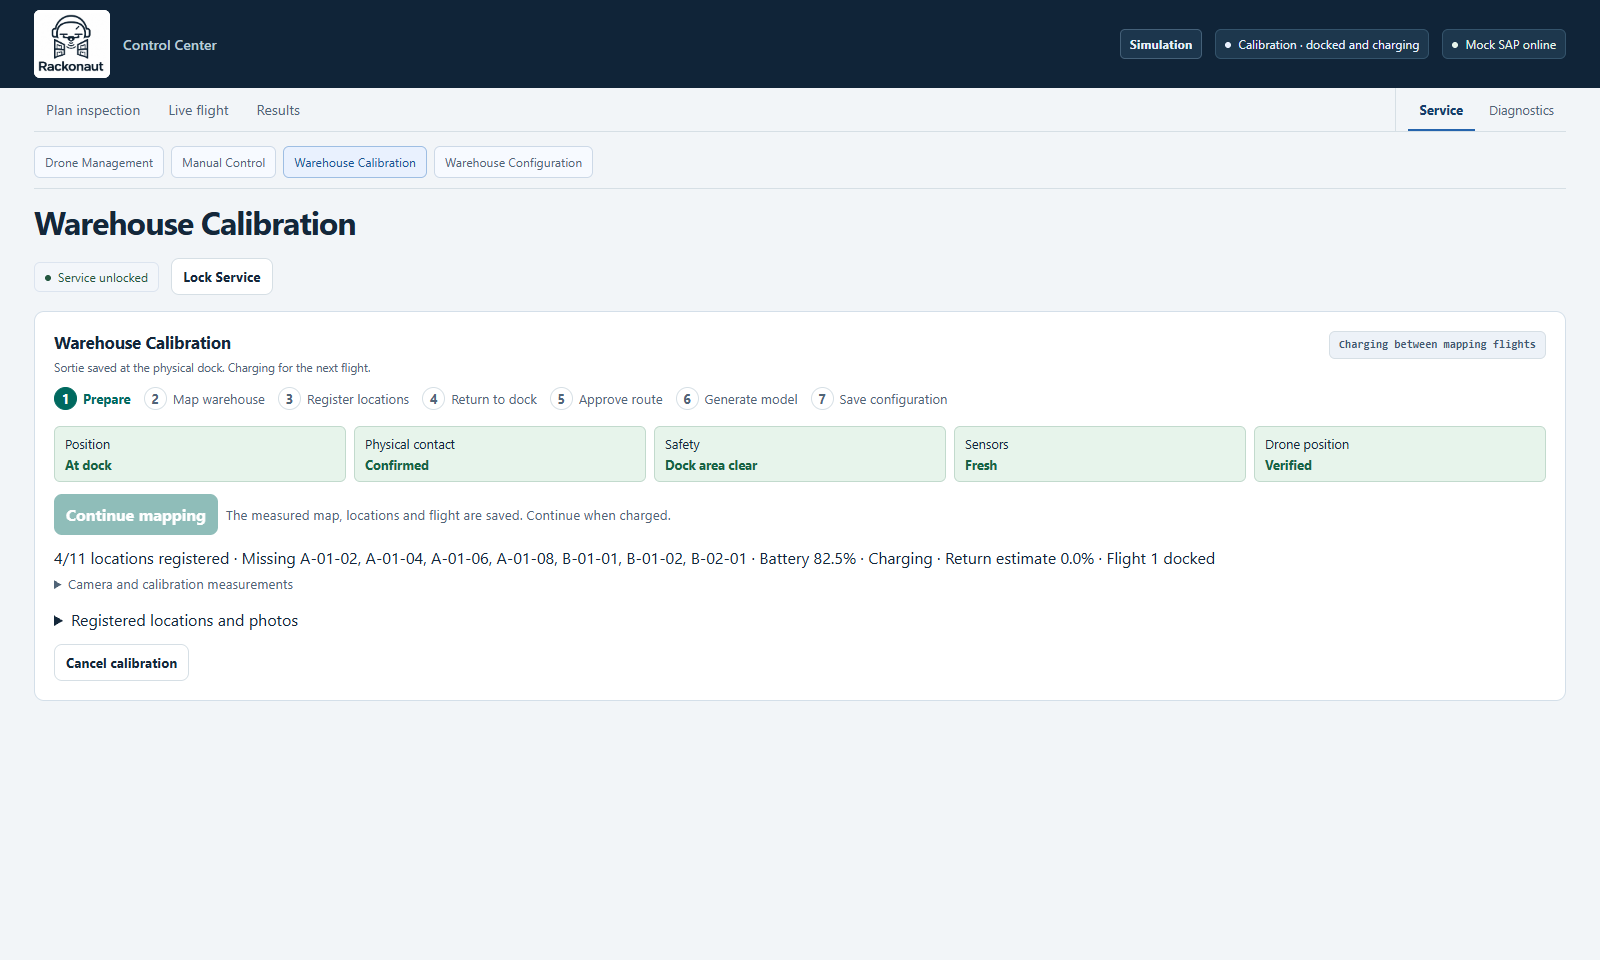 Rackonaut
Control Center
Simulation
Calibration · docked and charging
Mock SAP online
Plan inspection
Live flight
Results
Service
Diagnostics
Drone Management
Manual Control
Warehouse Calibration
Warehouse Configuration
Warehouse Calibration
Service unlocked
Lock Service
Warehouse Calibration
Charging between mapping flights
Sortie saved at the physical dock. Charging for the next flight.
1 Prepare 2 Map warehouse 3 Register locations 4 Return to dock 5 Approve route 6 Generate model 7 Save configuration
Position
At dock
Physical contact
Confirmed
Safety
Dock area clear
Sensors
Fresh
Drone position
Verified
Continue mapping
The measured map, locations and flight are saved. Continue when charged.
4/11 locations registered · Missing A-01-02, A-01-04, A-01-06, A-01-08, B-01-01, B-01-02, B-02-01 · Battery 82.5% · Charging · Return estimate 0.0% · Flight 1 docked
Camera and calibration measurements
Registered locations and photos
Cancel calibration